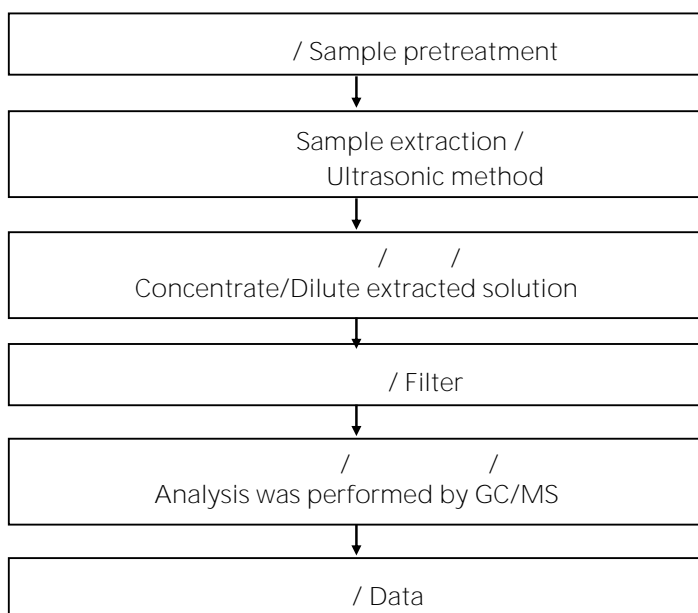 / Sample pretreatment
Sample extraction /
Ultrasonic method
/ / /
Concentrate/Dilute extracted solution
/ Filter
/ /
Analysis was performed by GC/MS
/ Data